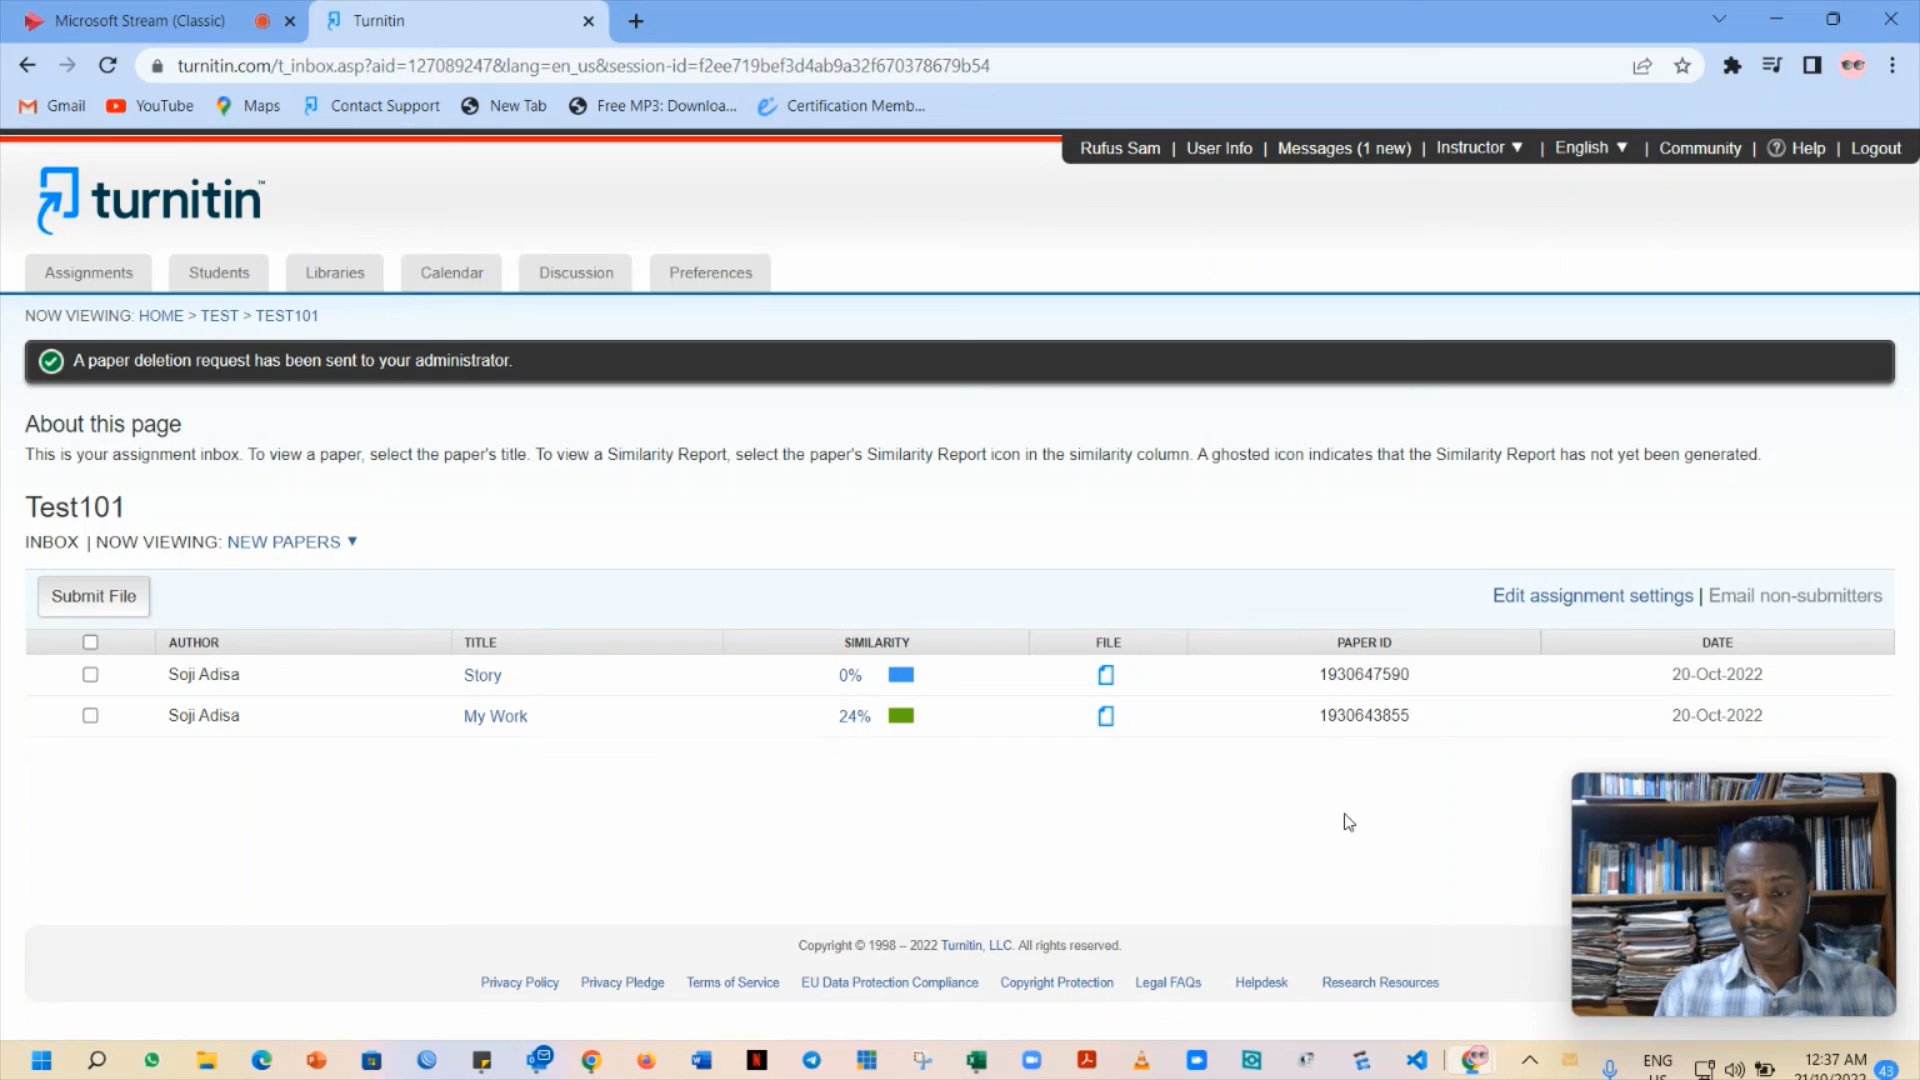 Microsoft Stream (Classic)
Turnitin
turnitin.com/t_inbox.asp?aid=127089247&lang=en_us&session-id=f2ee719bef3d4ab9a32f670378679b54
Gmail YouTube Maps Contact Support New Tab Free MP3: Downloa... Certification Memb...
Rufus Sam | User Info | Messages (1 new) | Instructor ▼ | English ▼ | Community | ? Help | Logout
turnitin™
Assignments Students Libraries Calendar Discussion Preferences
NOW VIEWING: HOME > TEST > TEST101
A paper deletion request has been sent to your administrator.
About this page
This is your assignment inbox. To view a paper, select the paper's title. To view a Similarity Report, select the paper's Similarity Report icon in the similarity column. A ghosted icon indicates that the Similarity Report has not yet been generated.
Test101
INBOX | NOW VIEWING: NEW PAPERS ▼
Submit File Edit assignment settings | Email non-submitters
AUTHOR TITLE SIMILARITY FILE PAPER ID DATE
Soji Adisa Story 0% 1930647590 20-Oct-2022
Soji Adisa My Work 24% 1930643855 20-Oct-2022
Copyright © 1998 – 2022 Turnitin, LLC. All rights reserved.
Privacy Policy Privacy Pledge Terms of Service EU Data Protection Compliance Copyright Protection Legal FAQs Helpdesk Research Resources
ENG 12:37 AM
US 21/10/2022 43